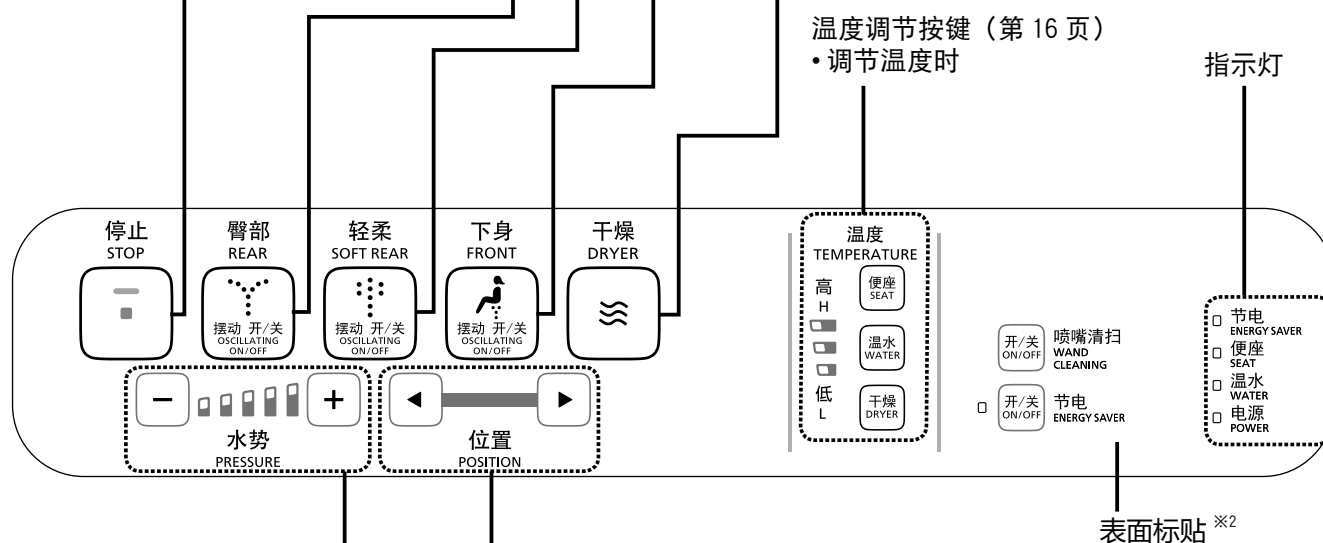 温度调节按键（第 16 页）
• 调节温度时
指示灯
停止
STOP
臀部
REAR
摆动 开/关
OSCILLATING
ON/OFF
轻柔
SOFT REAR
摆动 开/关
OSCILLATING
ON/OFF
下身
FRONT
摆动 开/关
OSCILLATING
ON/OFF
干燥
DRYER
− +
水势
PRESSURE
位置
POSITION
温度
TEMPERATURE
高
H
低
L
便座
SEAT
温水
WATER
干燥
DRYER
开/关
ON/OFF
喷嘴清扫
WAND
CLEANING
开/关
ON/OFF
节电
ENERGY SAVER
节电
ENERGY SAVER
便座
SEAT
温水
WATER
电源
POWER
表面标贴 ※2